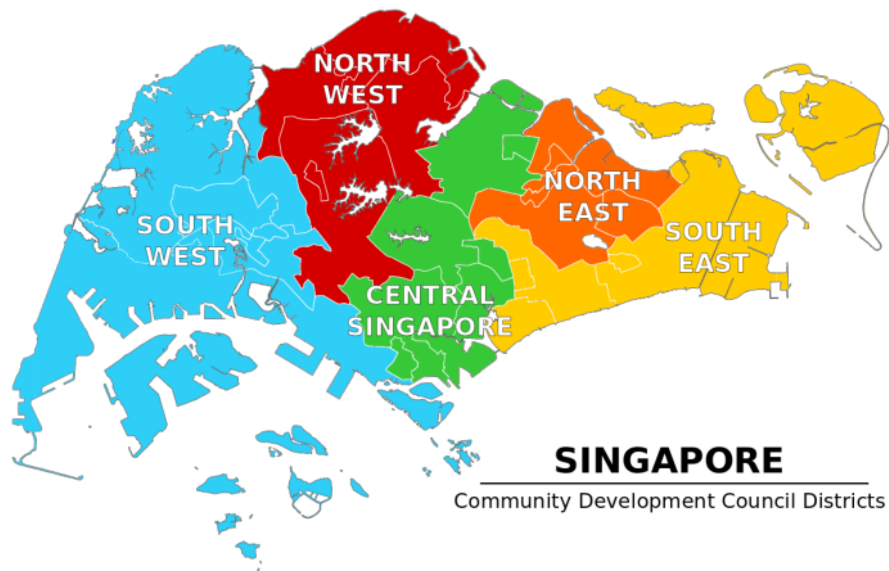 NORTH
WEST
SOUTH
WEST
NORTH
EAST
SOUTH
EAST
CENTRAL
SINGAPORE
SINGAPORE
Community Development Council Districts